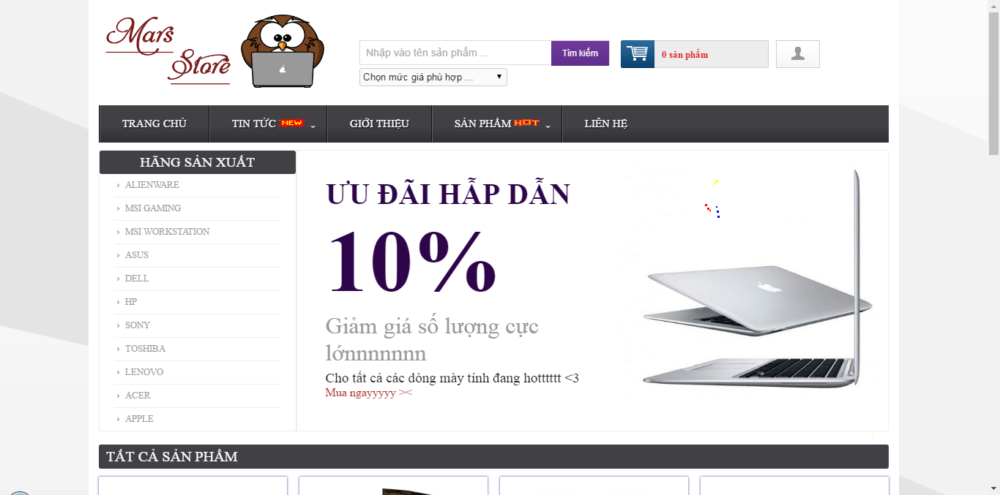 Mars
Store
Nhập vào tên sản phẩm ...
Tìm kiếm
0 sản phẩm
Chọn mức giá phù hợp ...
TRANG CHỦ
TIN TỨC NEW
GIỚI THIỆU
SẢN PHẨM HOT
LIÊN HỆ
HÃNG SẢN XUẤT
ALIENWARE
MSI GAMING
MSI WORKSTATION
ASUS
DELL
HP
SONY
TOSHIBA
LENOVO
ACER
APPLE
ƯU ĐÃI HẤP DẪN
10%
Giảm giá số lượng cực
lớnnnnnnn
Cho tất cả các dòng mày tính đang hotttttt <3
Mua ngayyyyy ><
TẤT CẢ SẢN PHẨM